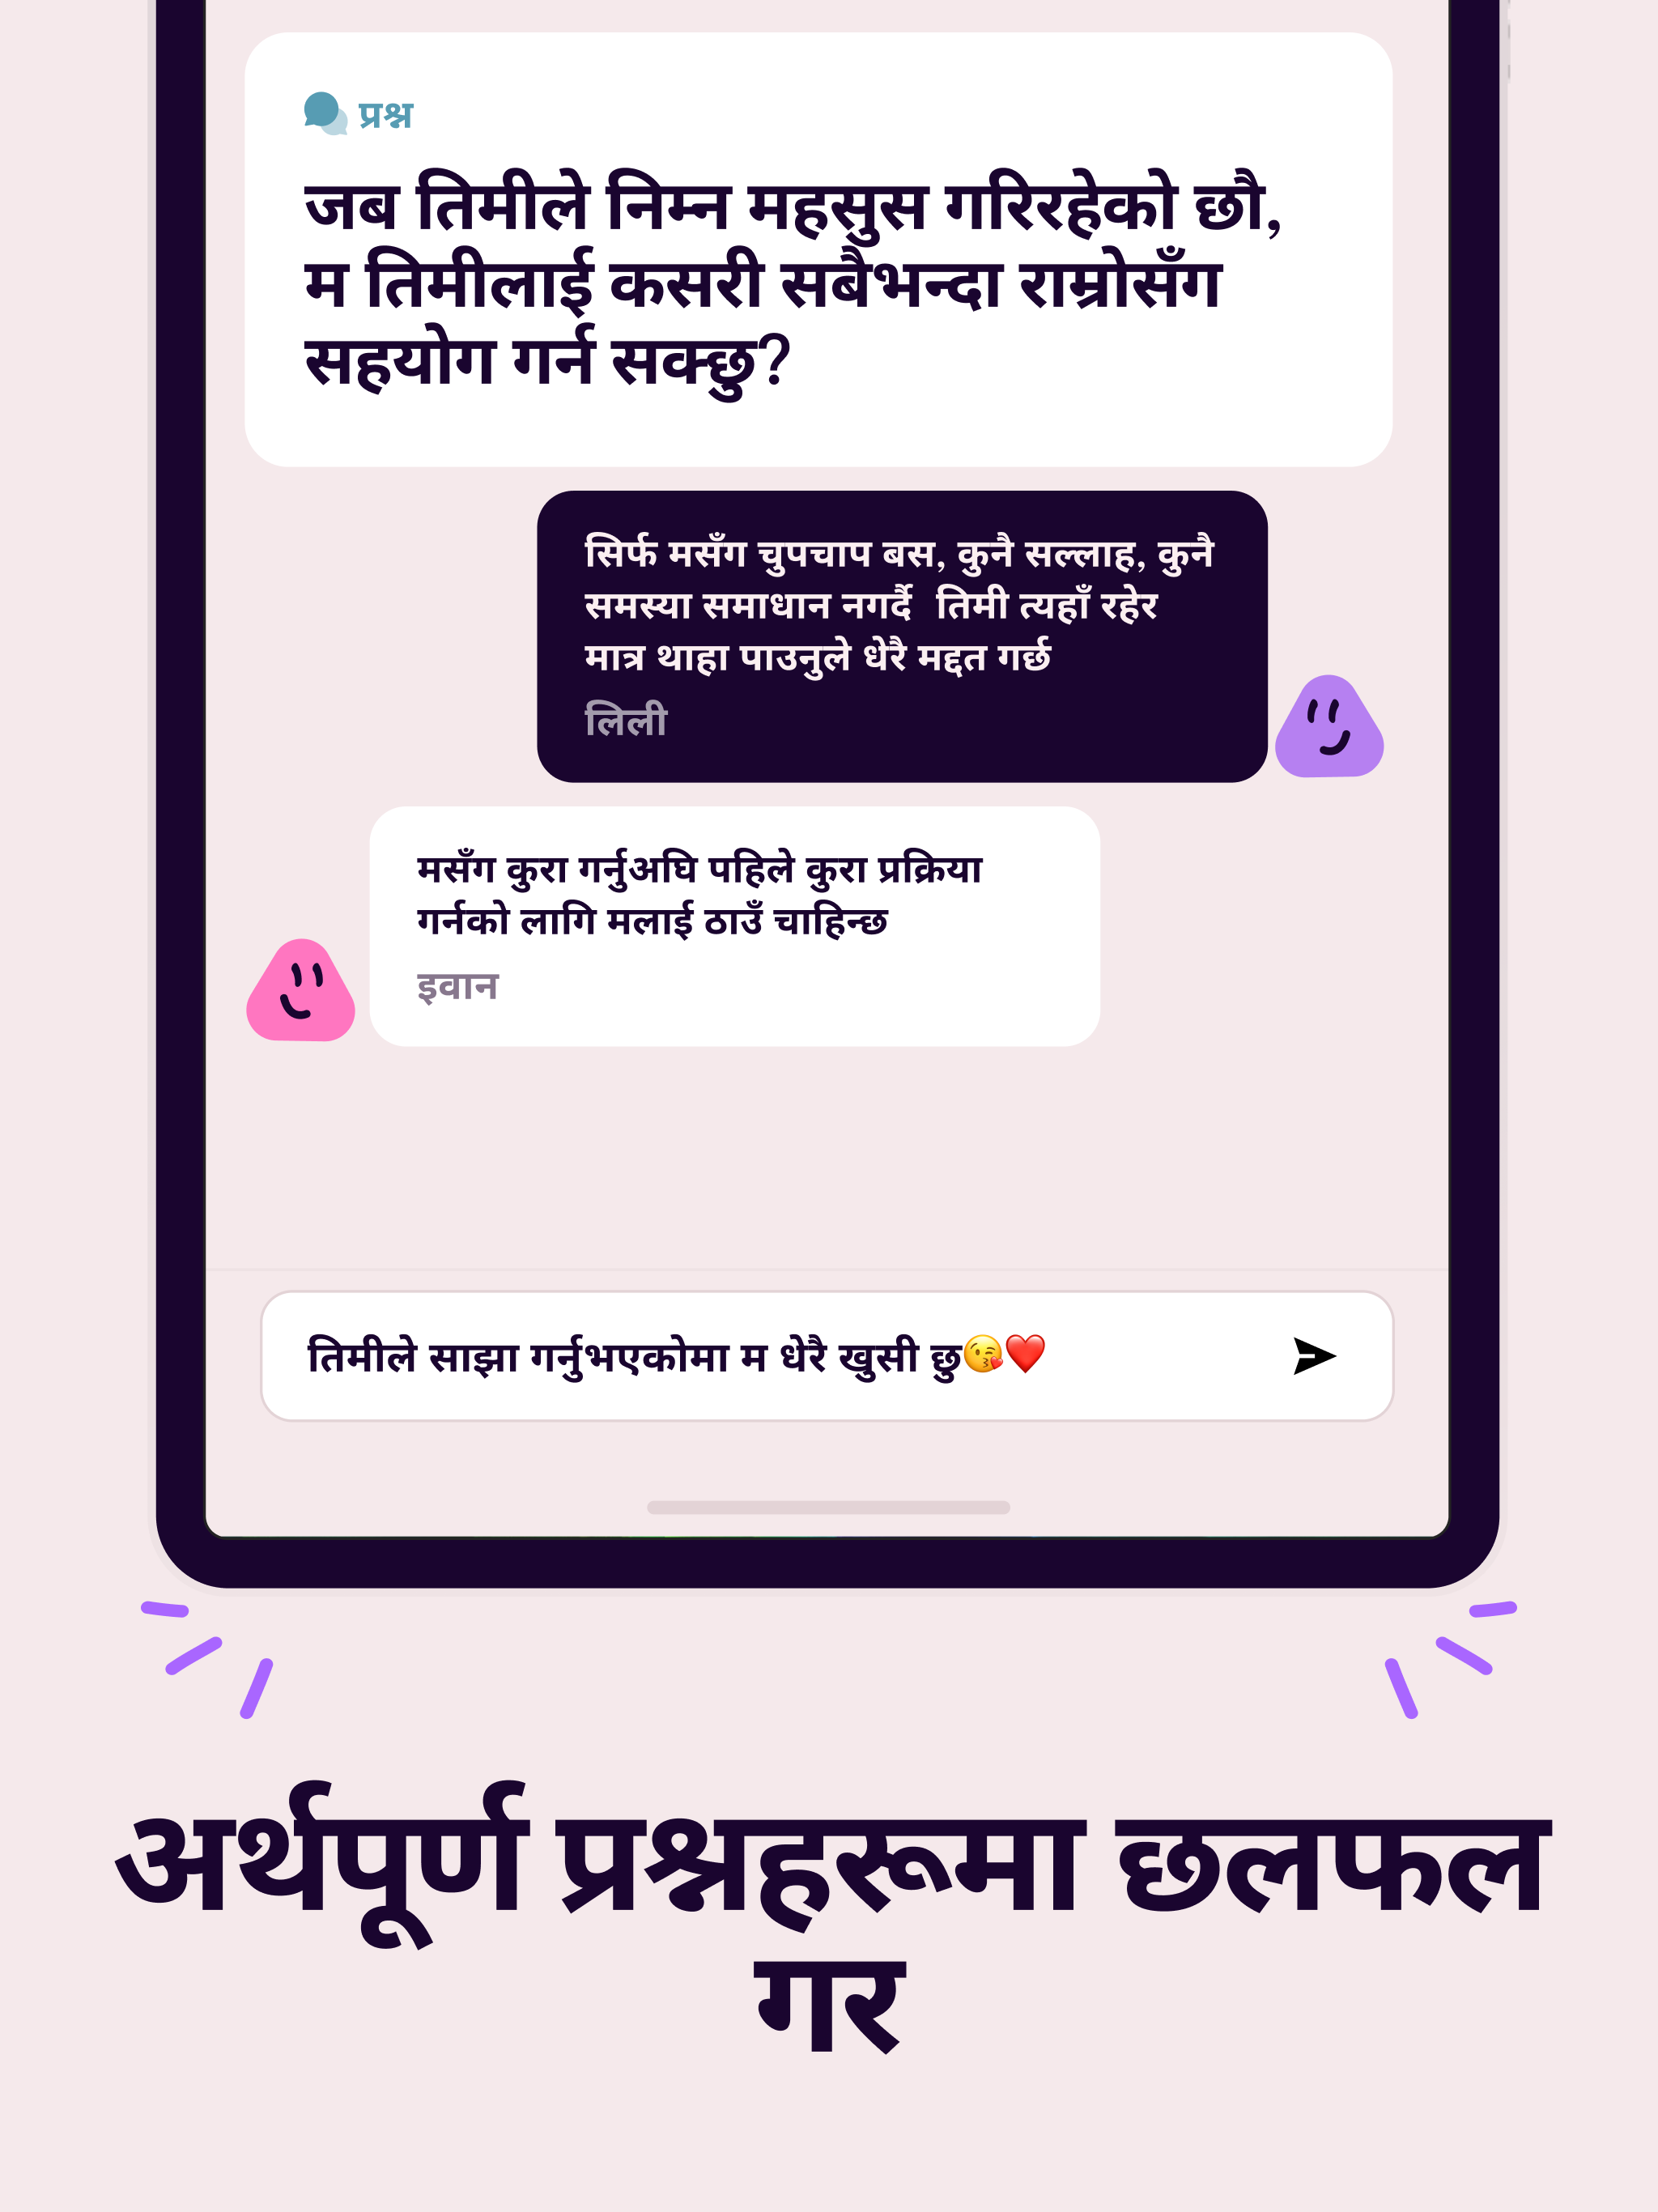 प्रश्न
जब तिमीले निम्न महसुस गरिरहेको छौ,
म तिमीलाई कसरी सबैभन्दा राम्रोसँग
सहयोग गर्न सक्छु?
सिर्फ मसँग चुपचाप बस, कुनै सल्लाह, कुनै
समस्या समाधान नगर्दै  तिमी त्यहाँ रहेर
मात्र थाहा पाउनुले धेरै मद्दत गर्छ
लिली
मसँग कुरा गर्नुअघि पहिले कुरा प्रक्रिया
गर्नको लागि मलाई ठाउँ चाहिन्छ
इवान
तिमीले साझा गर्नुभएकोमा म धेरै खुसी छु😘❤️
अर्थपूर्ण प्रश्नहरूमा छलफल
गर